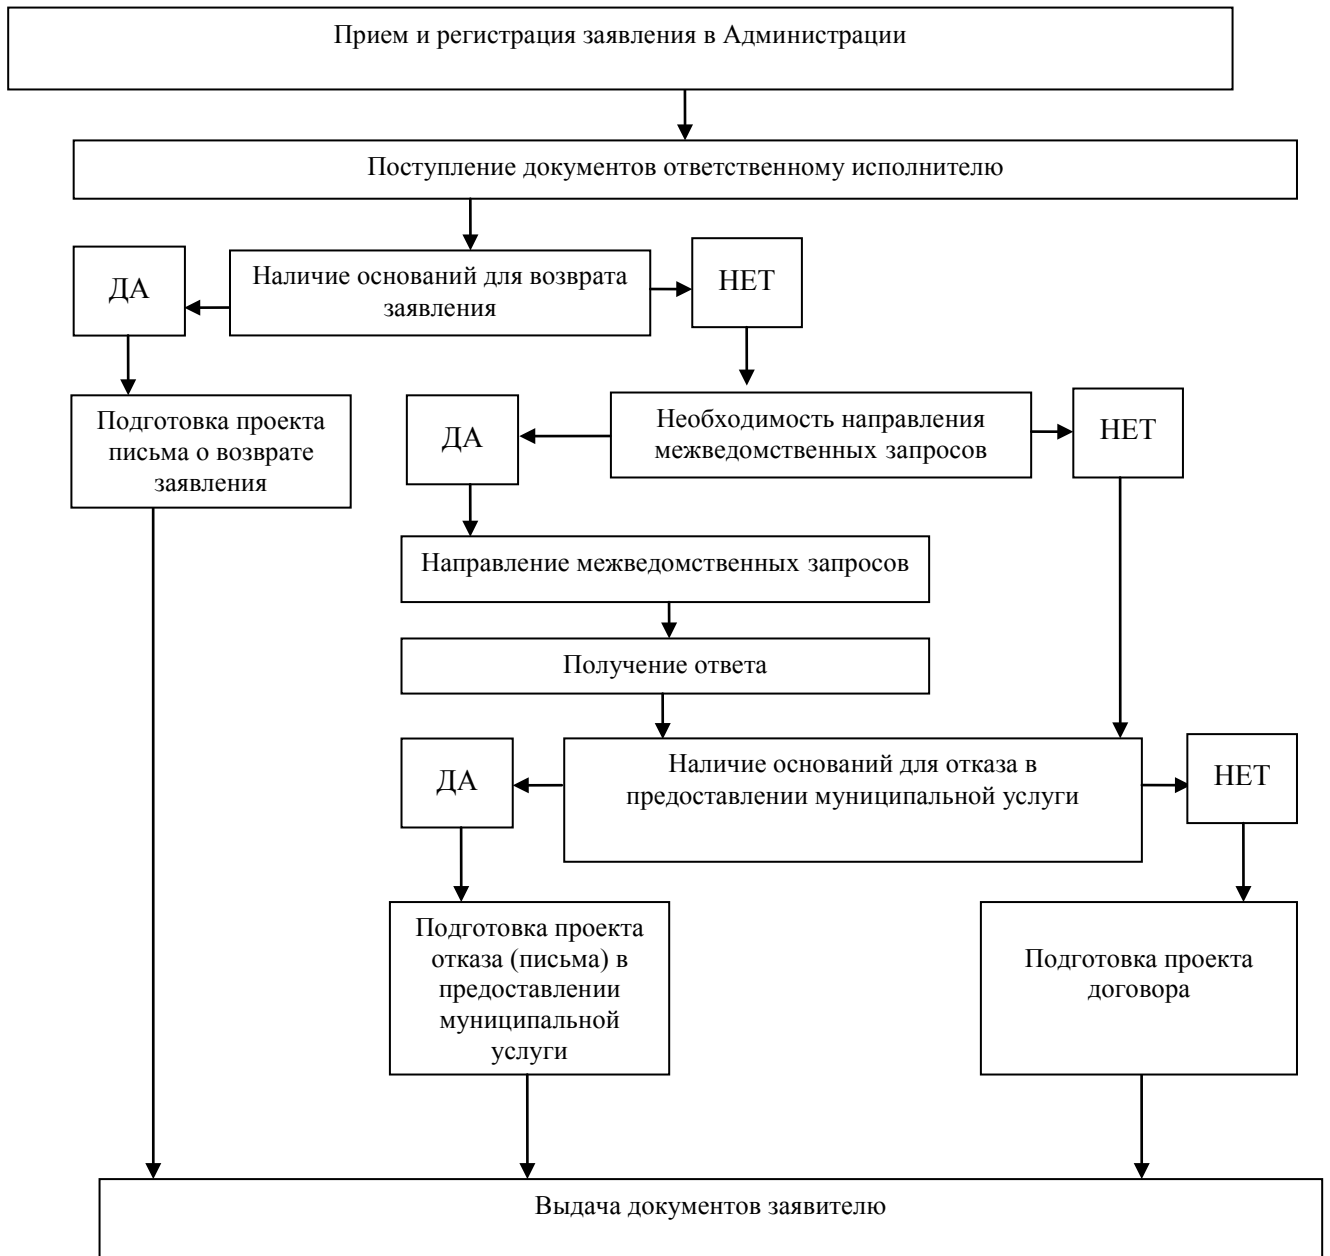 Прием и регистрация заявления в Администрации
Поступление документов ответственному исполнителю
ДА
Наличие оснований для возврата
заявления
НЕТ
Подготовка проекта
письма о возврате
заявления
ДА
Необходимость направления
межведомственных запросов
НЕТ
Направление межведомственных запросов
Получение ответа
ДА
Наличие оснований для отказа в
предоставлении муниципальной услуги
НЕТ
Подготовка проекта
отказа (письма) в
предоставлении
муниципальной
услуги
Подготовка проекта
договора
Выдача документов заявителю